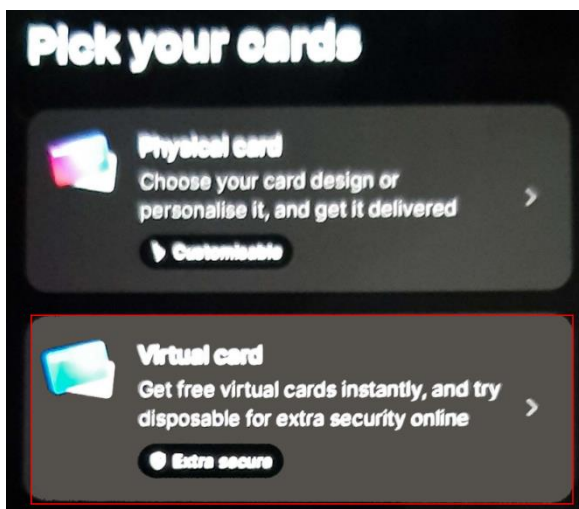 Pick your cards
Physical card
Choose your card design or
personalise it, and get it delivered
Customisable
Virtual card
Get free virtual cards instantly, and try
disposable for extra security online
Extra secure